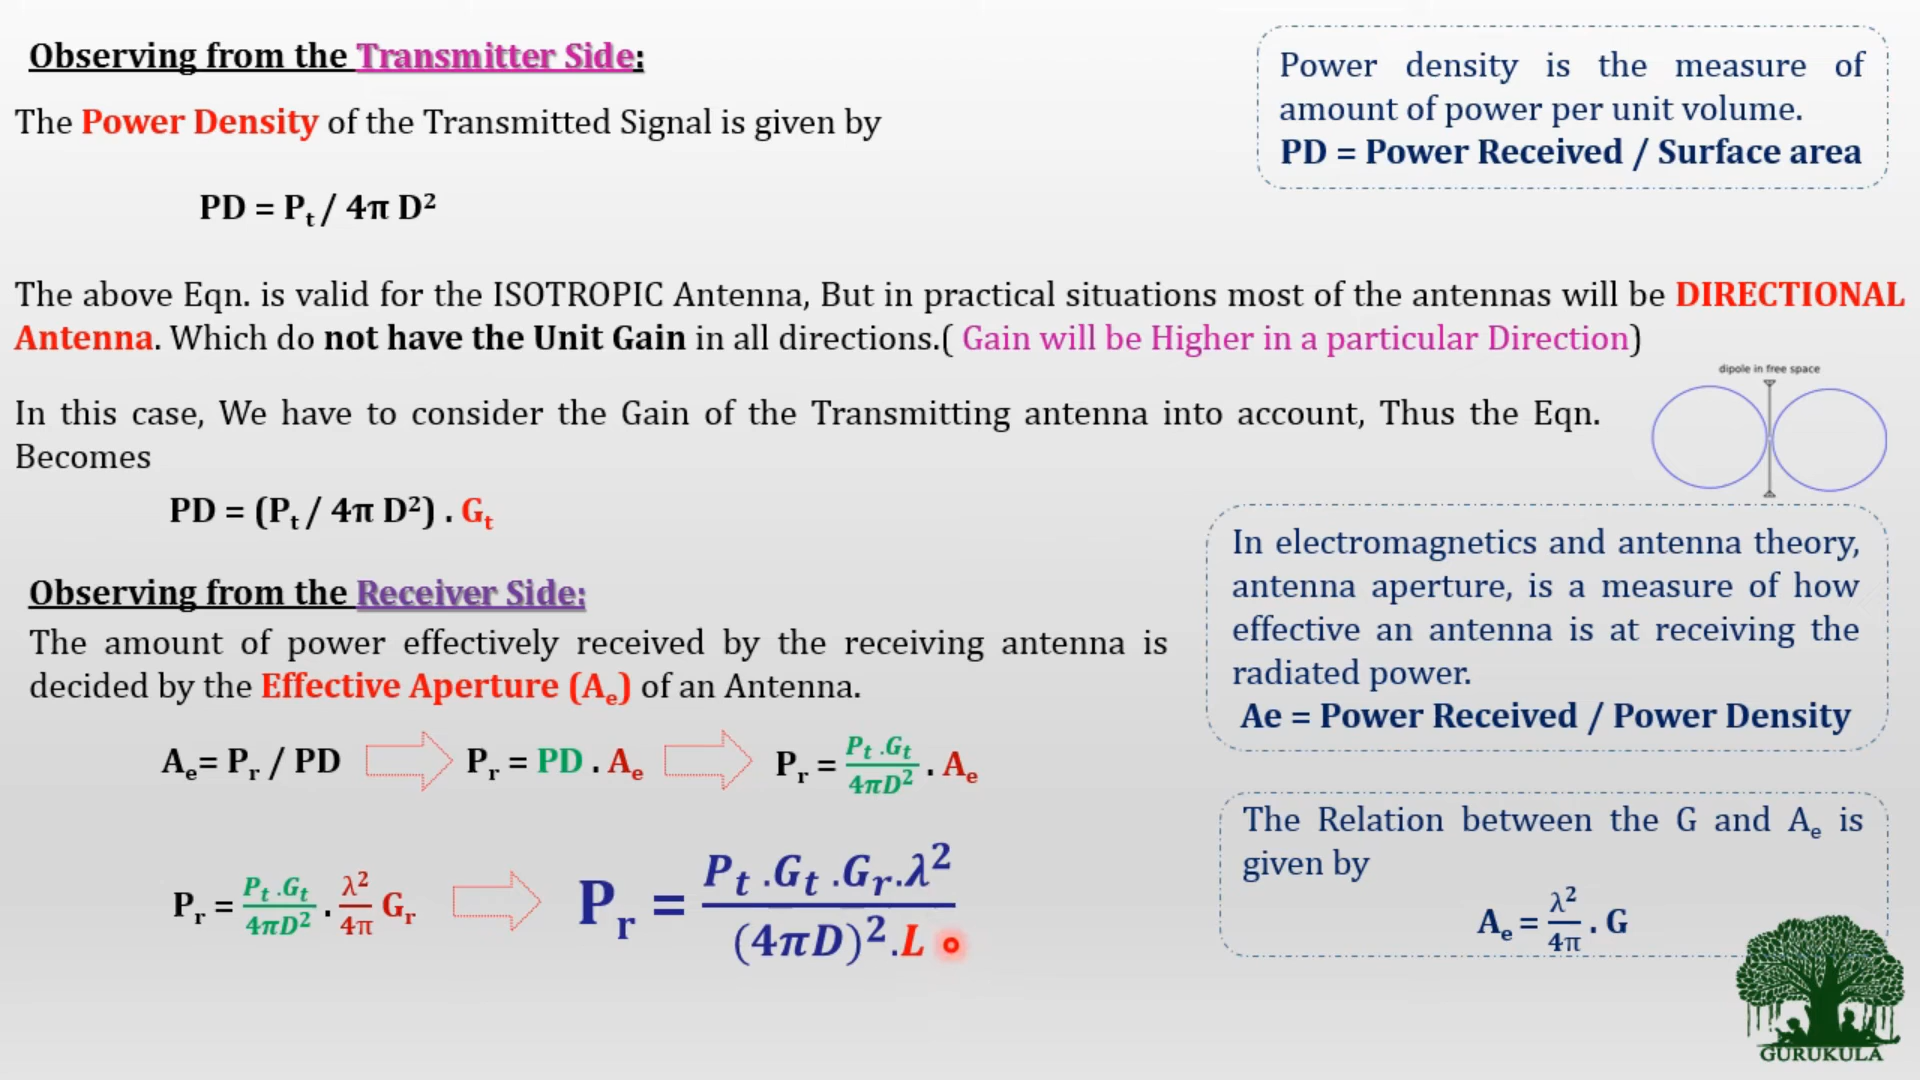 Observing from the Transmitter Side:
The Power Density of the Transmitted Signal is given by
PD = Pₜ / 4π D²
Power density is the measure of
amount of power per unit volume.
PD = Power Received / Surface area
The above Eqn. is valid for the ISOTROPIC Antenna, But in practical situations most of the antennas will be DIRECTIONAL
Antenna. Which do not have the Unit Gain in all directions.( Gain will be Higher in a particular Direction)
dipole in free space
In this case, We have to consider the Gain of the Transmitting antenna into account, Thus the Eqn.
Becomes
PD = (Pₜ / 4π D²) . Gₜ
Observing from the Receiver Side:
The amount of power effectively received by the receiving antenna is
decided by the Effective Aperture (Aₑ) of an Antenna.
In electromagnetics and antenna theory,
antenna aperture, is a measure of how
effective an antenna is at receiving the
radiated power.
Ae = Power Received / Power Density
Aₑ= Pᵣ / PD
Pᵣ = PD . Aₑ
Pᵣ = Pₜ .Gₜ / 4πD² . Aₑ
Pᵣ = Pₜ .Gₜ / 4πD² . λ² / 4π Gᵣ
Pᵣ = Pₜ .Gₜ .Gᵣ.λ² / (4πD)².L
The Relation between the G and Aₑ is
given by
Aₑ = λ² / 4π . G
GURUKULA